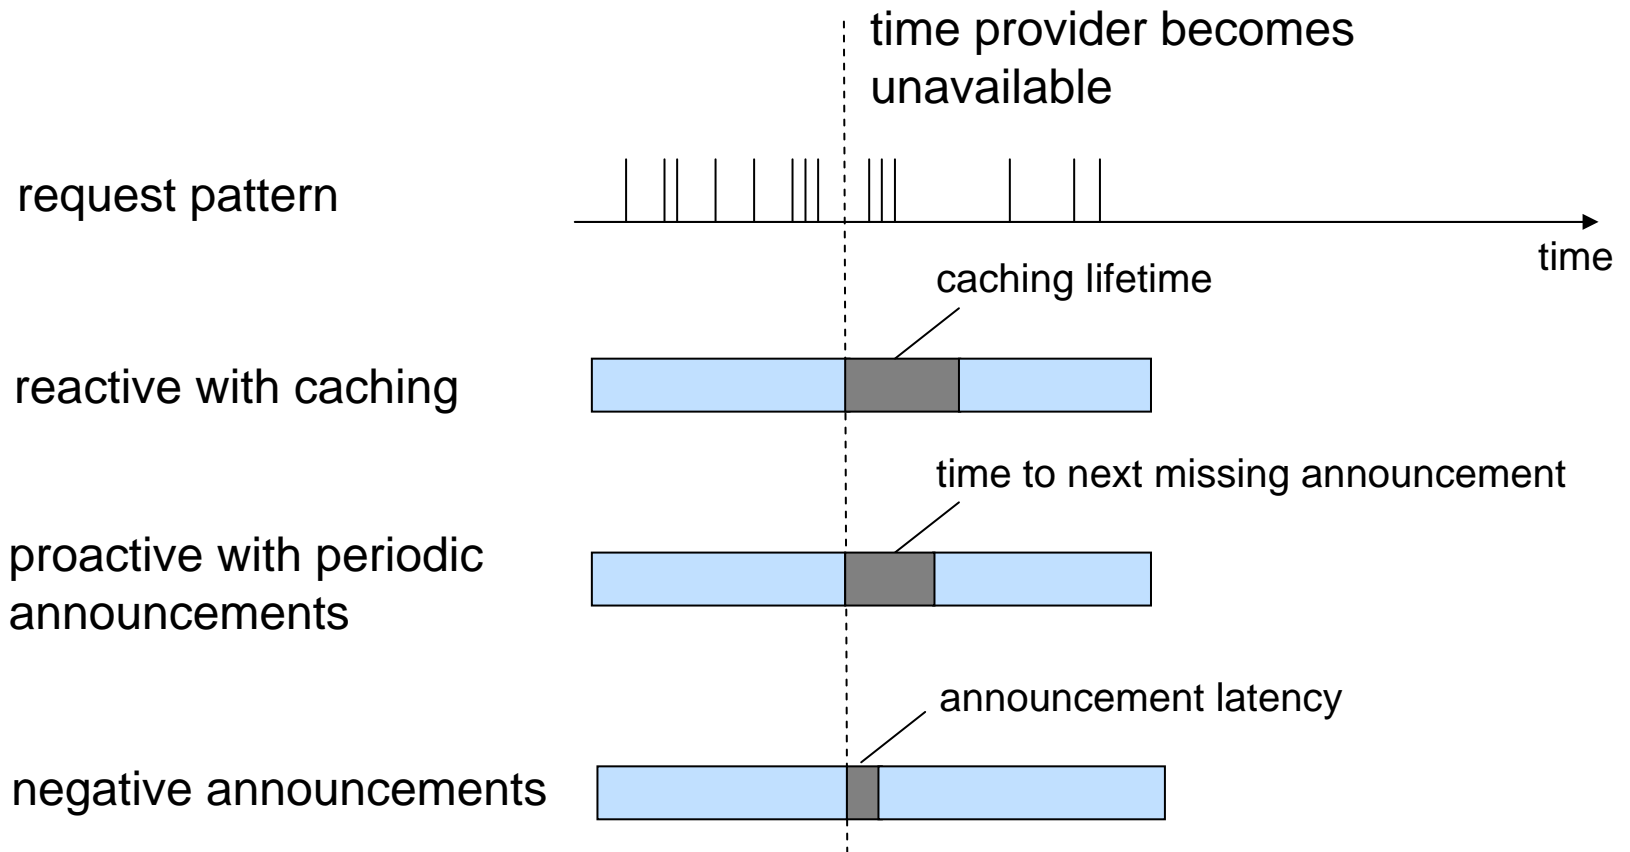 time provider becomes
unavailable
request pattern
time
caching lifetime
reactive with caching
time to next missing announcement
proactive with periodic
announcements
announcement latency
negative announcements